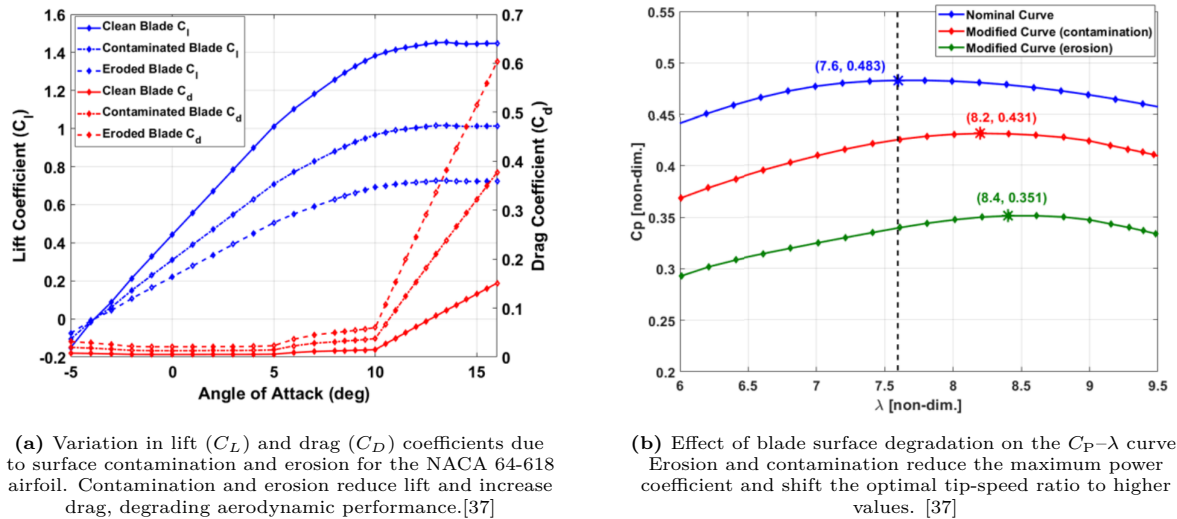 1.6
1.4
1.2
1
0.8
0.6
0.4
0.2
0
-0.2
Lift Coefficient (C_l)
Clean Blade C_l
Contaminated Blade C_l
Eroded Blade C_l
Clean Blade C_d
Contaminated Blade C_d
Eroded Blade C_d
0.7
0.6
0.5
0.4
0.3
0.2
0.1
0
Drag Coefficient (C_d)
-5 0 5 10 15
Angle of Attack (deg)
(a) Variation in lift (C_L) and drag (C_D) coefficients due
to surface contamination and erosion for the NACA 64-618
airfoil. Contamination and erosion reduce lift and increase
drag, degrading aerodynamic performance.[37]
0.55
0.5
0.45
0.4
0.35
0.3
0.25
0.2
Cp [non-dim.]
Nominal Curve
Modified Curve (contamination)
Modified Curve (erosion)
(7.6, 0.483)
(8.2, 0.431)
(8.4, 0.351)
6 6.5 7 7.5 8 8.5 9 9.5
λ [non-dim.]
(b) Effect of blade surface degradation on the C_P–λ curve
Erosion and contamination reduce the maximum power
coefficient and shift the optimal tip-speed ratio to higher
values. [37]